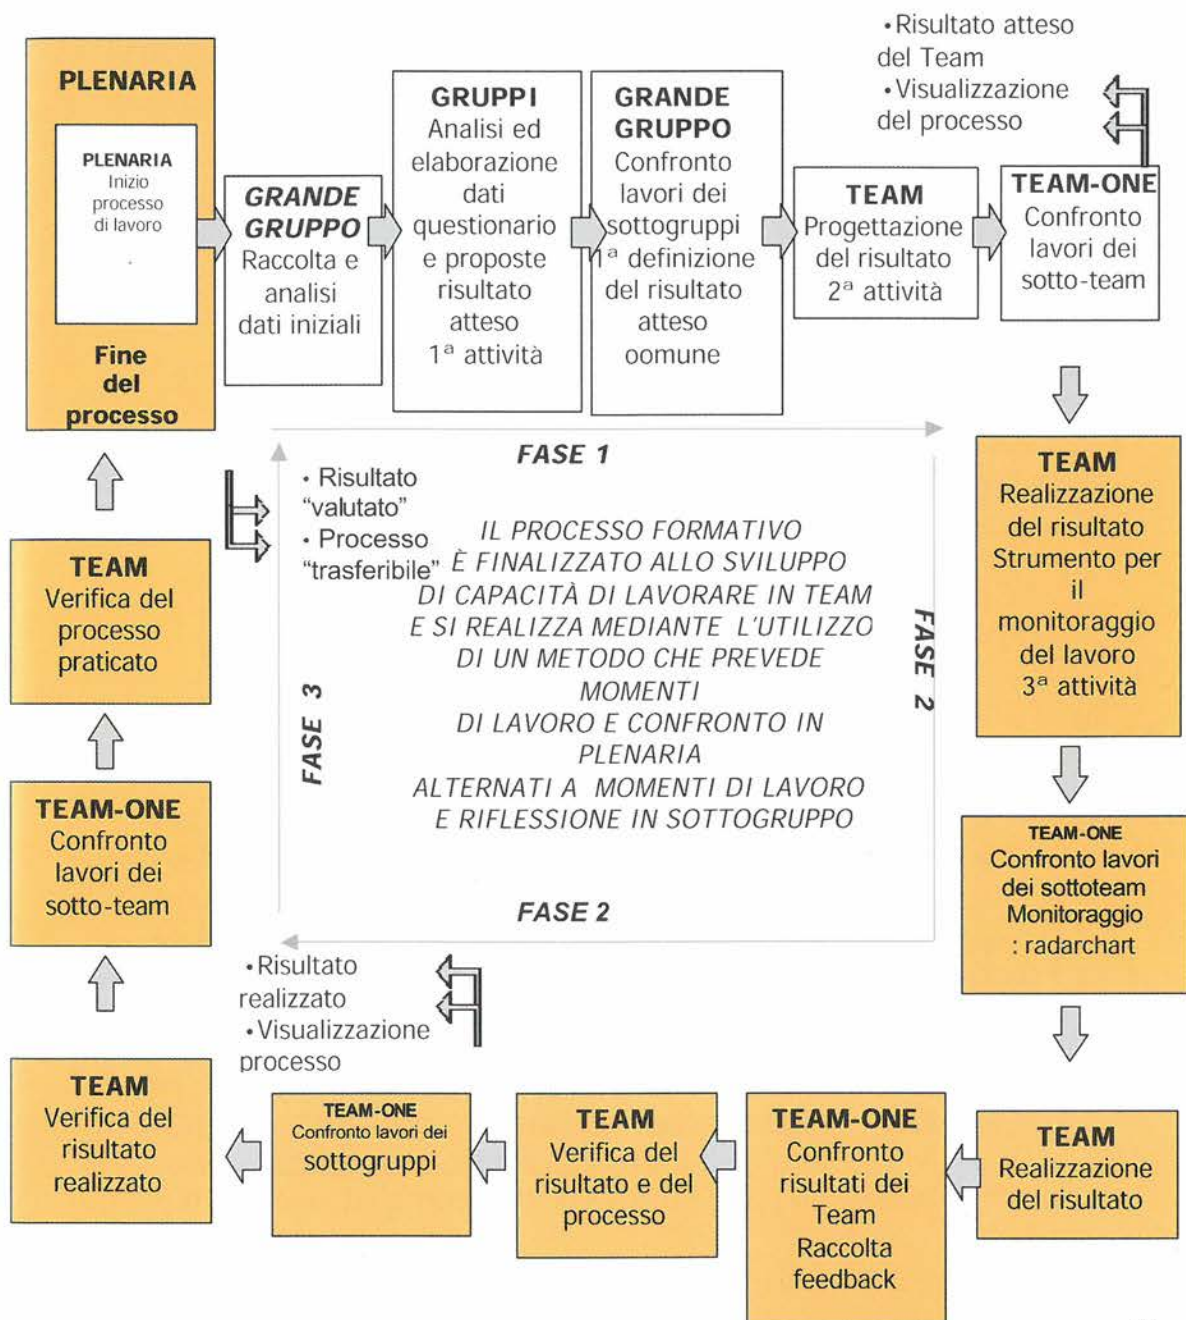 PLENARIA
PLENARIA
Inizio
processo
di lavoro
.
Fine
del
processo
GRANDE
GRUPPO
Raccolta e
analisi
dati iniziali
GRUPPI
Analisi ed
elaborazione
dati
questionario
e proposte
risultato
atteso
1ª attività
GRANDE
GRUPPO
Confronto
lavori dei
sottogruppi
1ª definizione
del risultato
atteso
oomune
TEAM
Progettazione
del risultato
2ª attività
• Risultato atteso
del Team
• Visualizzazione
del processo
TEAM-ONE
Confronto
lavori dei
sotto-team
FASE 1
TEAM
Realizzazione
del risultato
Strumento per
il
monitoraggio
del lavoro
3ª attività
FASE 2
TEAM-ONE
Confronto lavori
dei sottoteam
Monitoraggio
: radarchart
TEAM
Realizzazione
del risultato
TEAM-ONE
Confronto
risultati dei
Team
Raccolta
feedback
TEAM
Verifica del
risultato e del
processo
TEAM-ONE
Confronto lavori dei
sottogruppi
FASE 2
• Risultato
realizzato
• Visualizzazione
processo
TEAM
Verifica del
risultato
realizzato
TEAM-ONE
Confronto
lavori dei
sotto-team
TEAM
Verifica del
processo
praticato
FASE 3
• Risultato
"valutato"
• Processo
"trasferibile"
IL PROCESSO FORMATIVO
È FINALIZZATO ALLO SVILUPPO
DI CAPACITÀ DI LAVORARE IN TEAM
E SI REALIZZA MEDIANTE L'UTILIZZO
DI UN METODO CHE PREVEDE
MOMENTI
DI LAVORO E CONFRONTO IN
PLENARIA
ALTERNATI A MOMENTI DI LAVORO
E RIFLESSIONE IN SOTTOGRUPPO